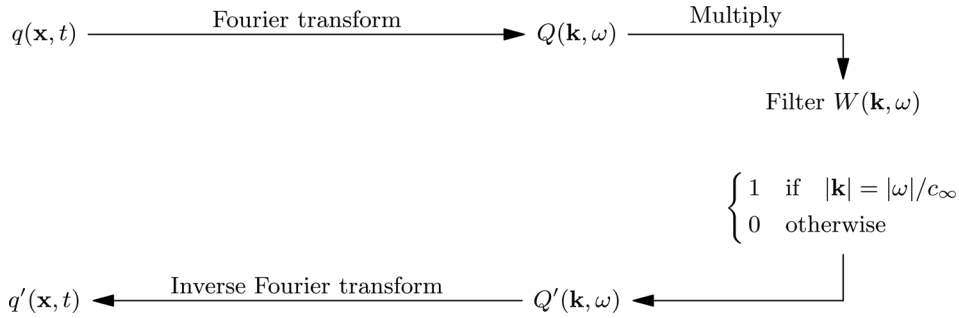 q(x, t) Fourier transform Q(k, ω) Multiply
Filter W(k, ω)
1 if |k| = |ω|/c∞
0 otherwise
q′(x, t) Inverse Fourier transform Q′(k, ω)